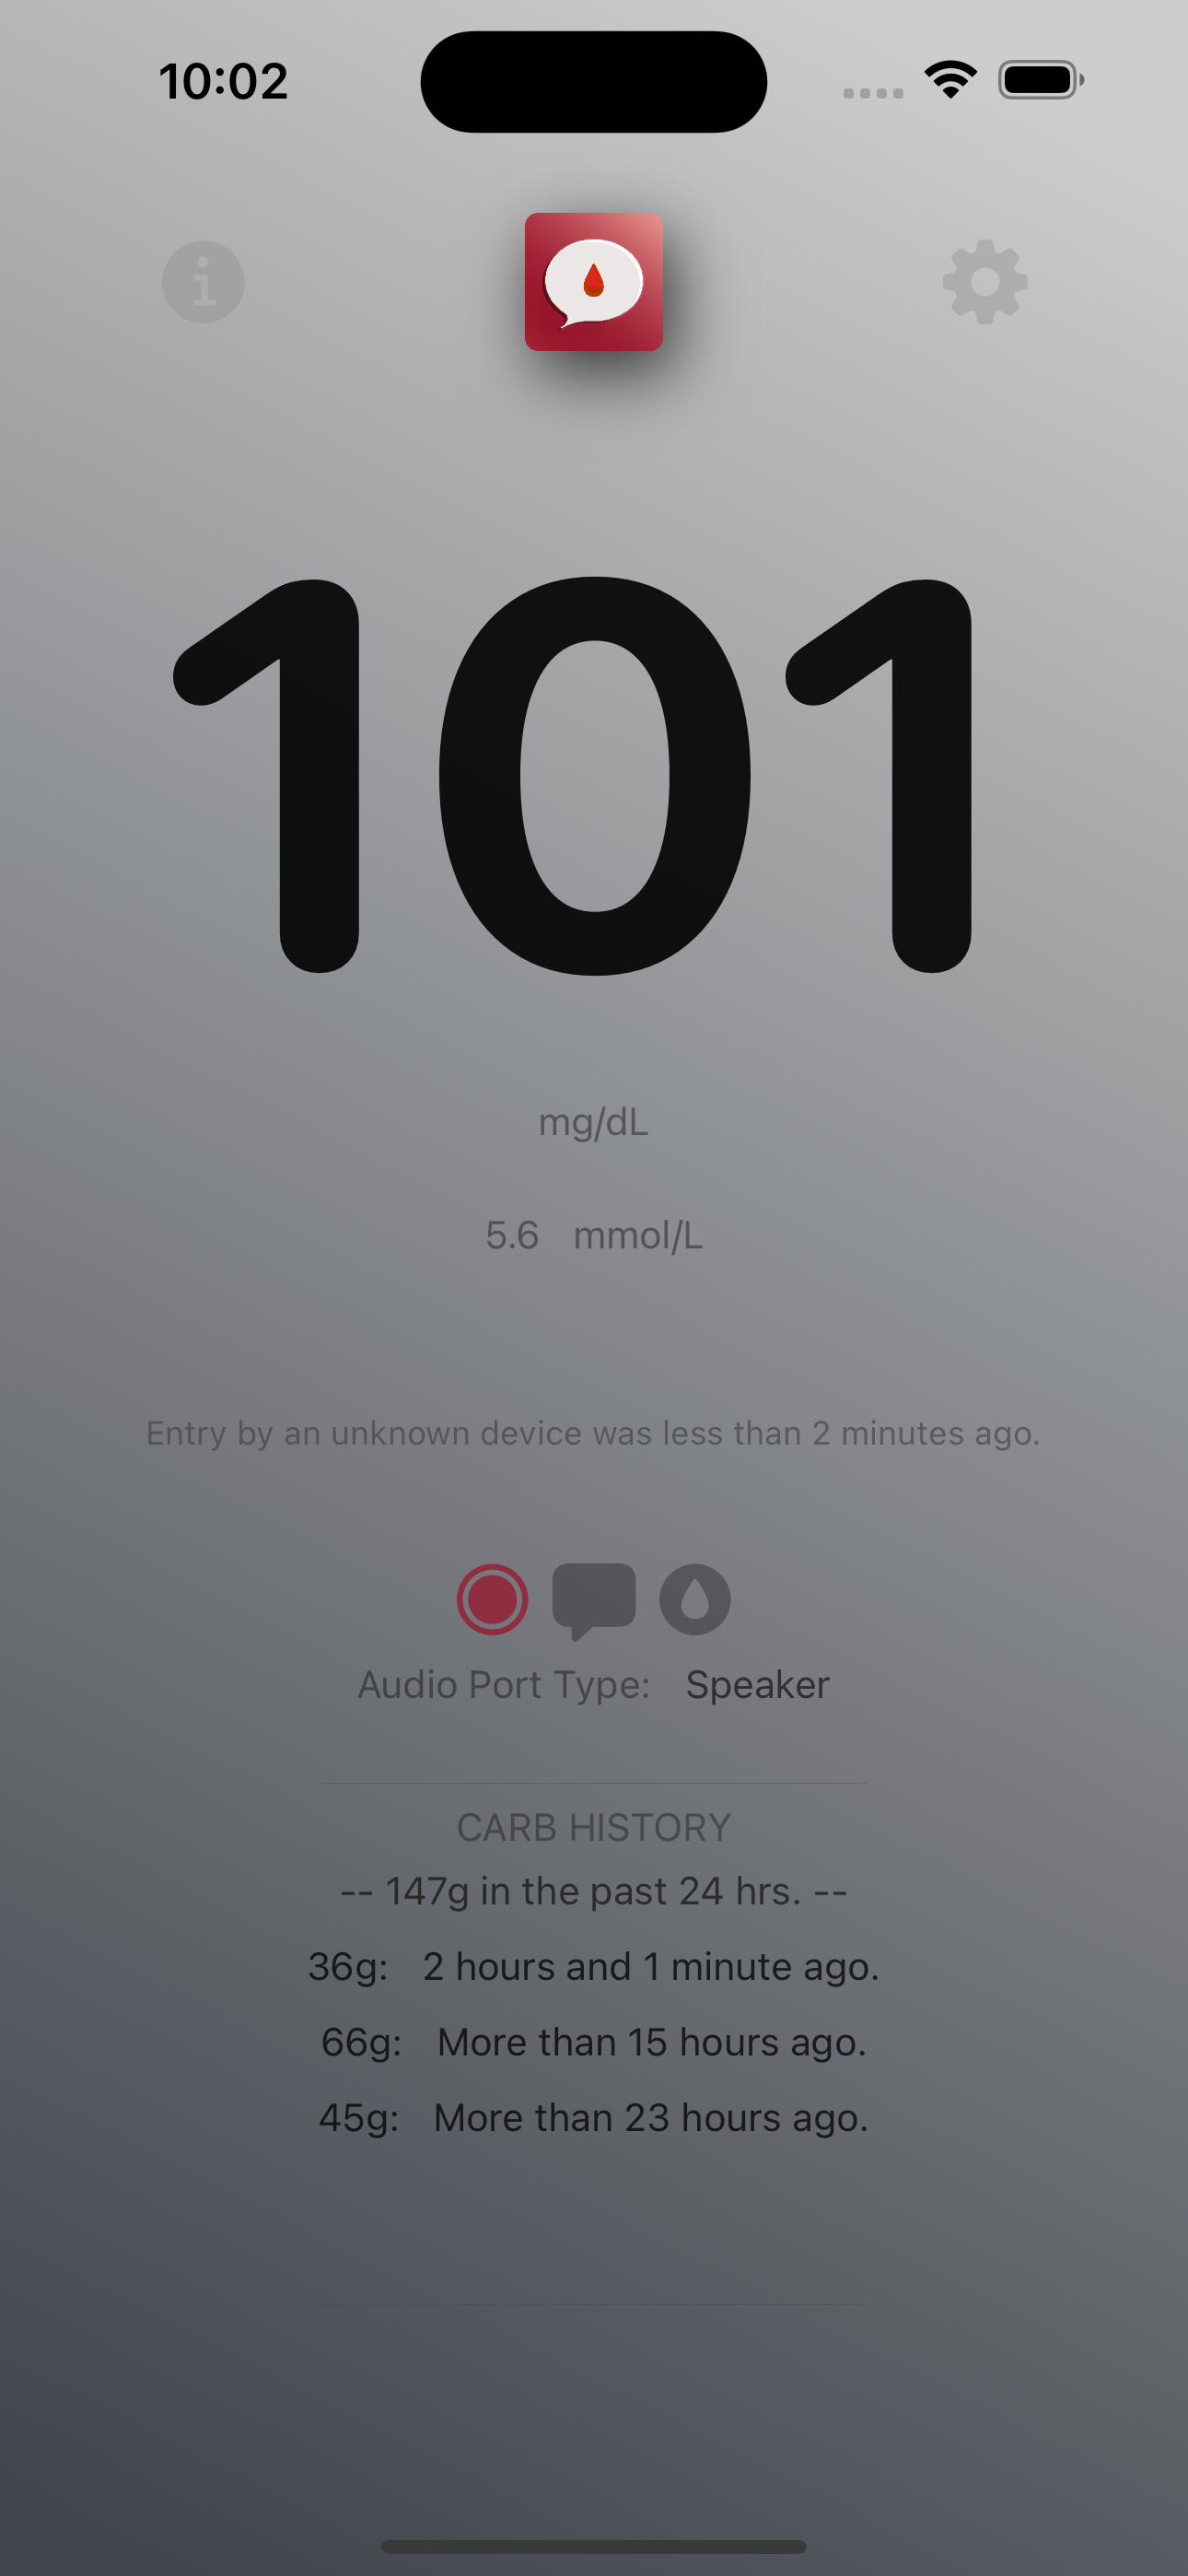 10:02
101
mg/dL
5.6 mmol/L
Entry by an unknown device was less than 2 minutes ago.
Audio Port Type: Speaker
CARB HISTORY
-- 147g in the past 24 hrs. --
36g: 2 hours and 1 minute ago.
66g: More than 15 hours ago.
45g: More than 23 hours ago.